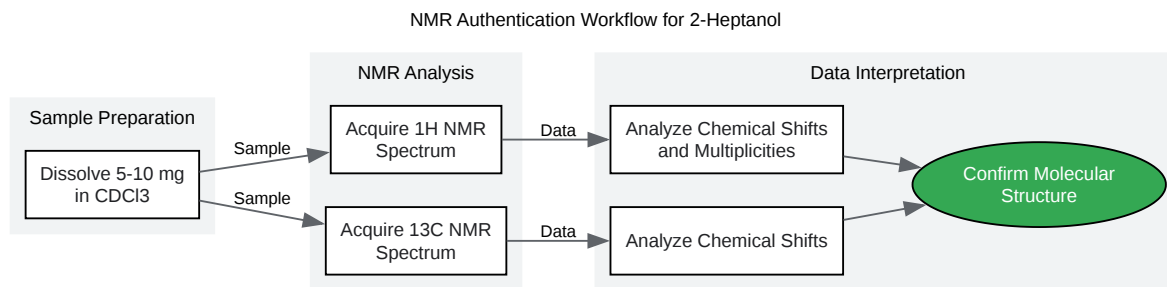 NMR Authentication Workflow for 2-Heptanol
Sample Preparation
Dissolve 5-10 mg
in CDCl3
Sample
Sample
NMR Analysis
Acquire 1H NMR
Spectrum
Acquire 13C NMR
Spectrum
Data
Data
Data Interpretation
Analyze Chemical Shifts
and Multiplicities
Analyze Chemical Shifts
Confirm Molecular
Structure